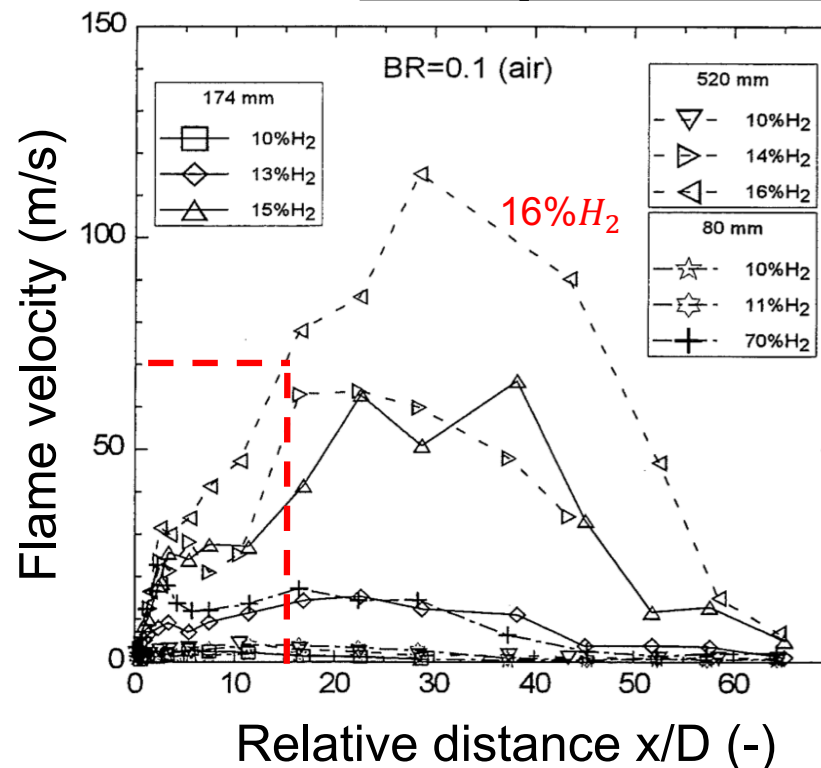 150
BR=0.1 (air)
174 mm
10%H2
13%H2
15%H2
520 mm
10%H2
14%H2
16%H2
80 mm
10%H2
11%H2
70%H2
16%H2
100
50
0
0
10
20
30
40
50
60
Flame velocity (m/s)
Relative distance x/D (-)